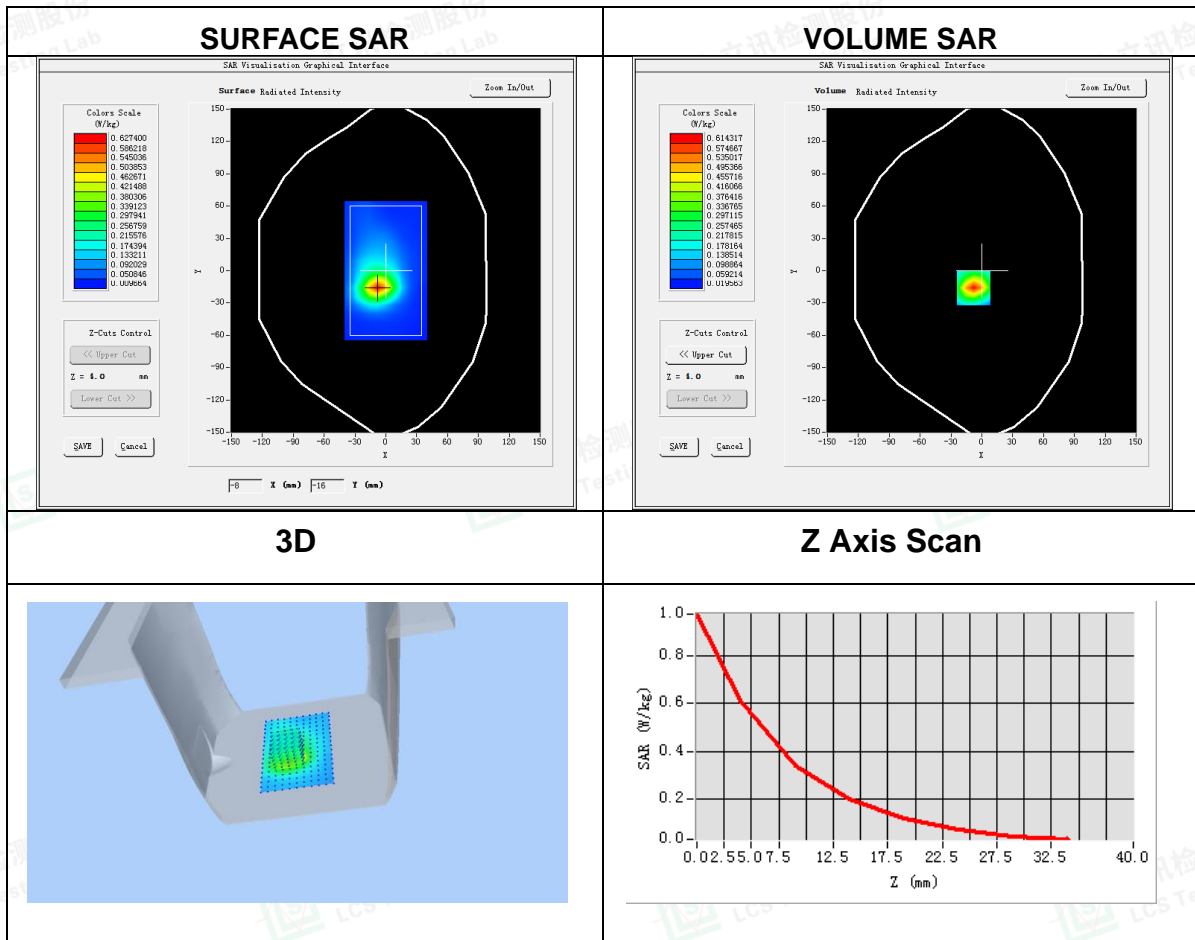 SURFACE SAR
VOLUME SAR
SAR Visualisation Graphical Interface
Surface Radiated Intensity
Zoom In/Out
Colors Scale
(W/kg)
0.627400
0.586218
0.545036
0.503853
0.462671
0.421488
0.380306
0.339123
0.297941
0.256759
0.215576
0.174394
0.133211
0.092029
0.050846
0.009664
Z-Cuts Control
<< Upper Cut
Z = 4.0 mm
Lower Cut >>
SAVE Cancel
150
120
90
60
30
0
-30
-60
-90
-120
-150
Y
-150 -120 -90 -60 -30 0 30 60 90 120 150
X
-8 X (mm) -16 Y (mm)
SAR Visualisation Graphical Interface
Volume Radiated Intensity
Zoom In/Out
Colors Scale
(W/kg)
0.614317
0.574667
0.535017
0.495366
0.455716
0.416066
0.376416
0.336765
0.297115
0.257465
0.217815
0.178164
0.138514
0.098864
0.059214
0.019563
Z-Cuts Control
<< Upper Cut
Z = 4.0 mm
Lower Cut >>
SAVE Cancel
150
120
90
60
30
0
-30
-60
-90
-120
-150
Y
-150 -120 -90 -60 -30 0 30 60 90 120 150
X
3D
Z Axis Scan
1.0
0.8
0.6
0.4
0.2
0.0
SAR (W/kg)
0.0 2.5 5.0 7.5 12.5 17.5 22.5 27.5 32.5 40.0
Z (mm)